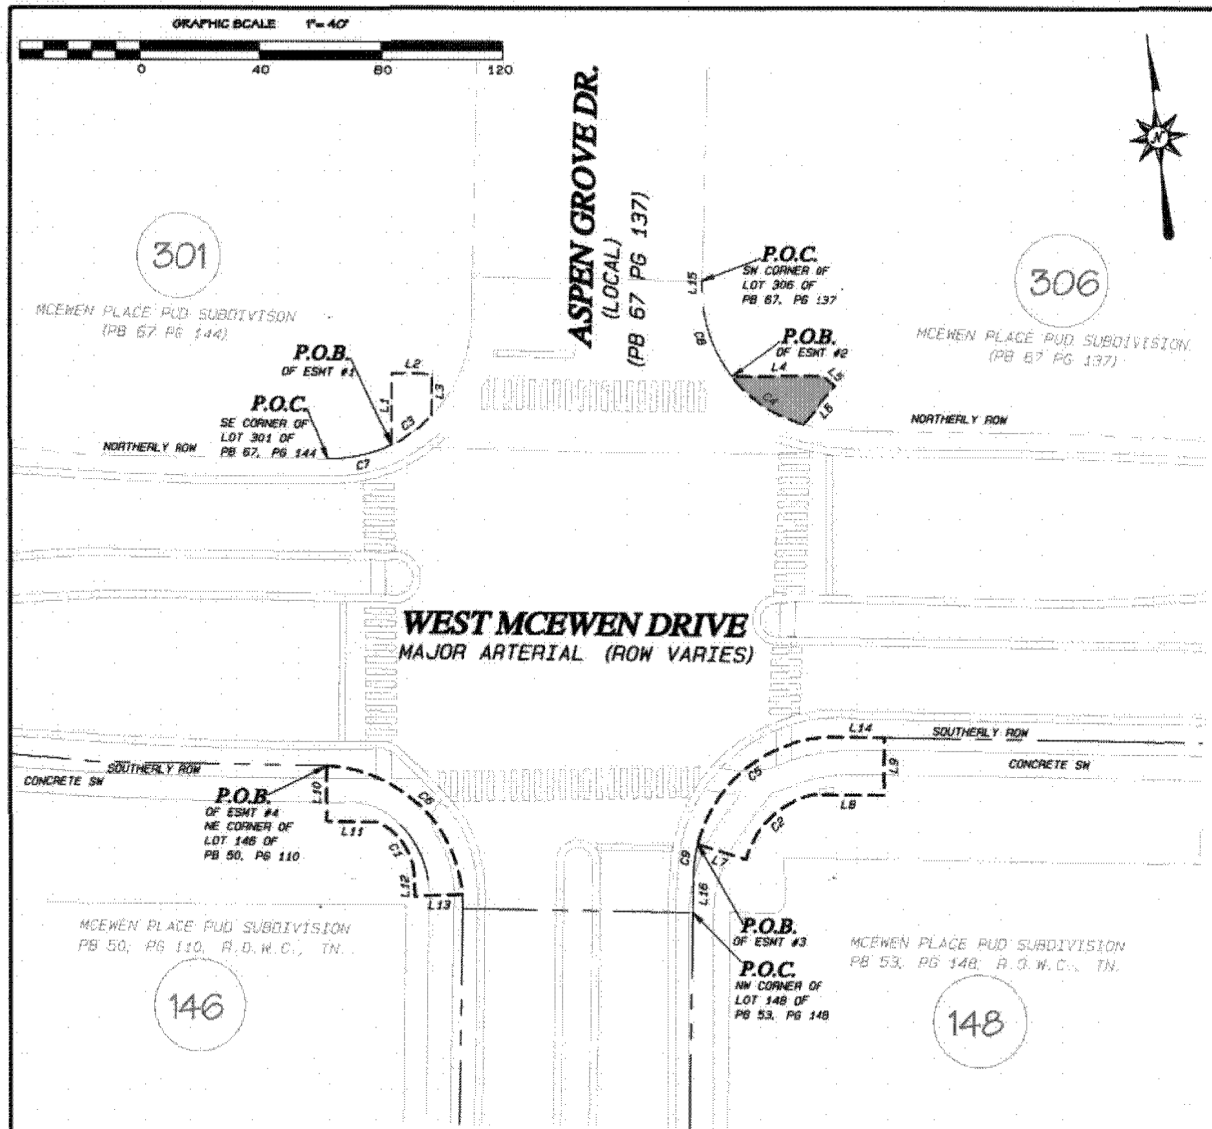 GRAPHIC SCALE 1"= 40'
0 40 80 120
ASPEN GROVE DR.
(LOCAL)
(PB 67 PG 137)
N
301
MCEWEN PLACE PUD SUBDIVISON
(PB 67 PG 144)
306
MCEWEN PLACE PUD SUBDIVISION
(PB 67 PG 137)
P.O.C.
SW CORNER OF
LOT 306 OF
PB 67, PG 137
L15
C8
P.O.B.
OF ESMT #2
L4
L5
L6
C4
P.O.B.
OF ESMT #1
L2
L1
L3
C3
P.O.C.
SE CORNER OF
LOT 301 OF
PB 67, PG 144
C7
NORTHERLY ROW
NORTHERLY ROW
WEST MCEWEN DRIVE
MAJOR ARTERIAL (ROW VARIES)
SOUTHERLY ROW
CONCRETE SW
P.O.B.
OF ESMT #4
NE CORNER OF
LOT 146 OF
PB 50, PG 110
L10
L11
C1
L12
L13
C6
L14
SOUTHERLY ROW
CONCRETE SW
L9
L8
C5
C2
C9
L7
L16
P.O.B.
OF ESMT #3
P.O.C.
NW CORNER OF
LOT 148 OF
PB 53, PG 148
MCEWEN PLACE PUD SUBDIVISION
PB 50, PG 110, R.O.W.C., TN.
146
MCEWEN PLACE PUD SUBDIVISION
PB 53, PG 148, R.O.W.C., TN.
148